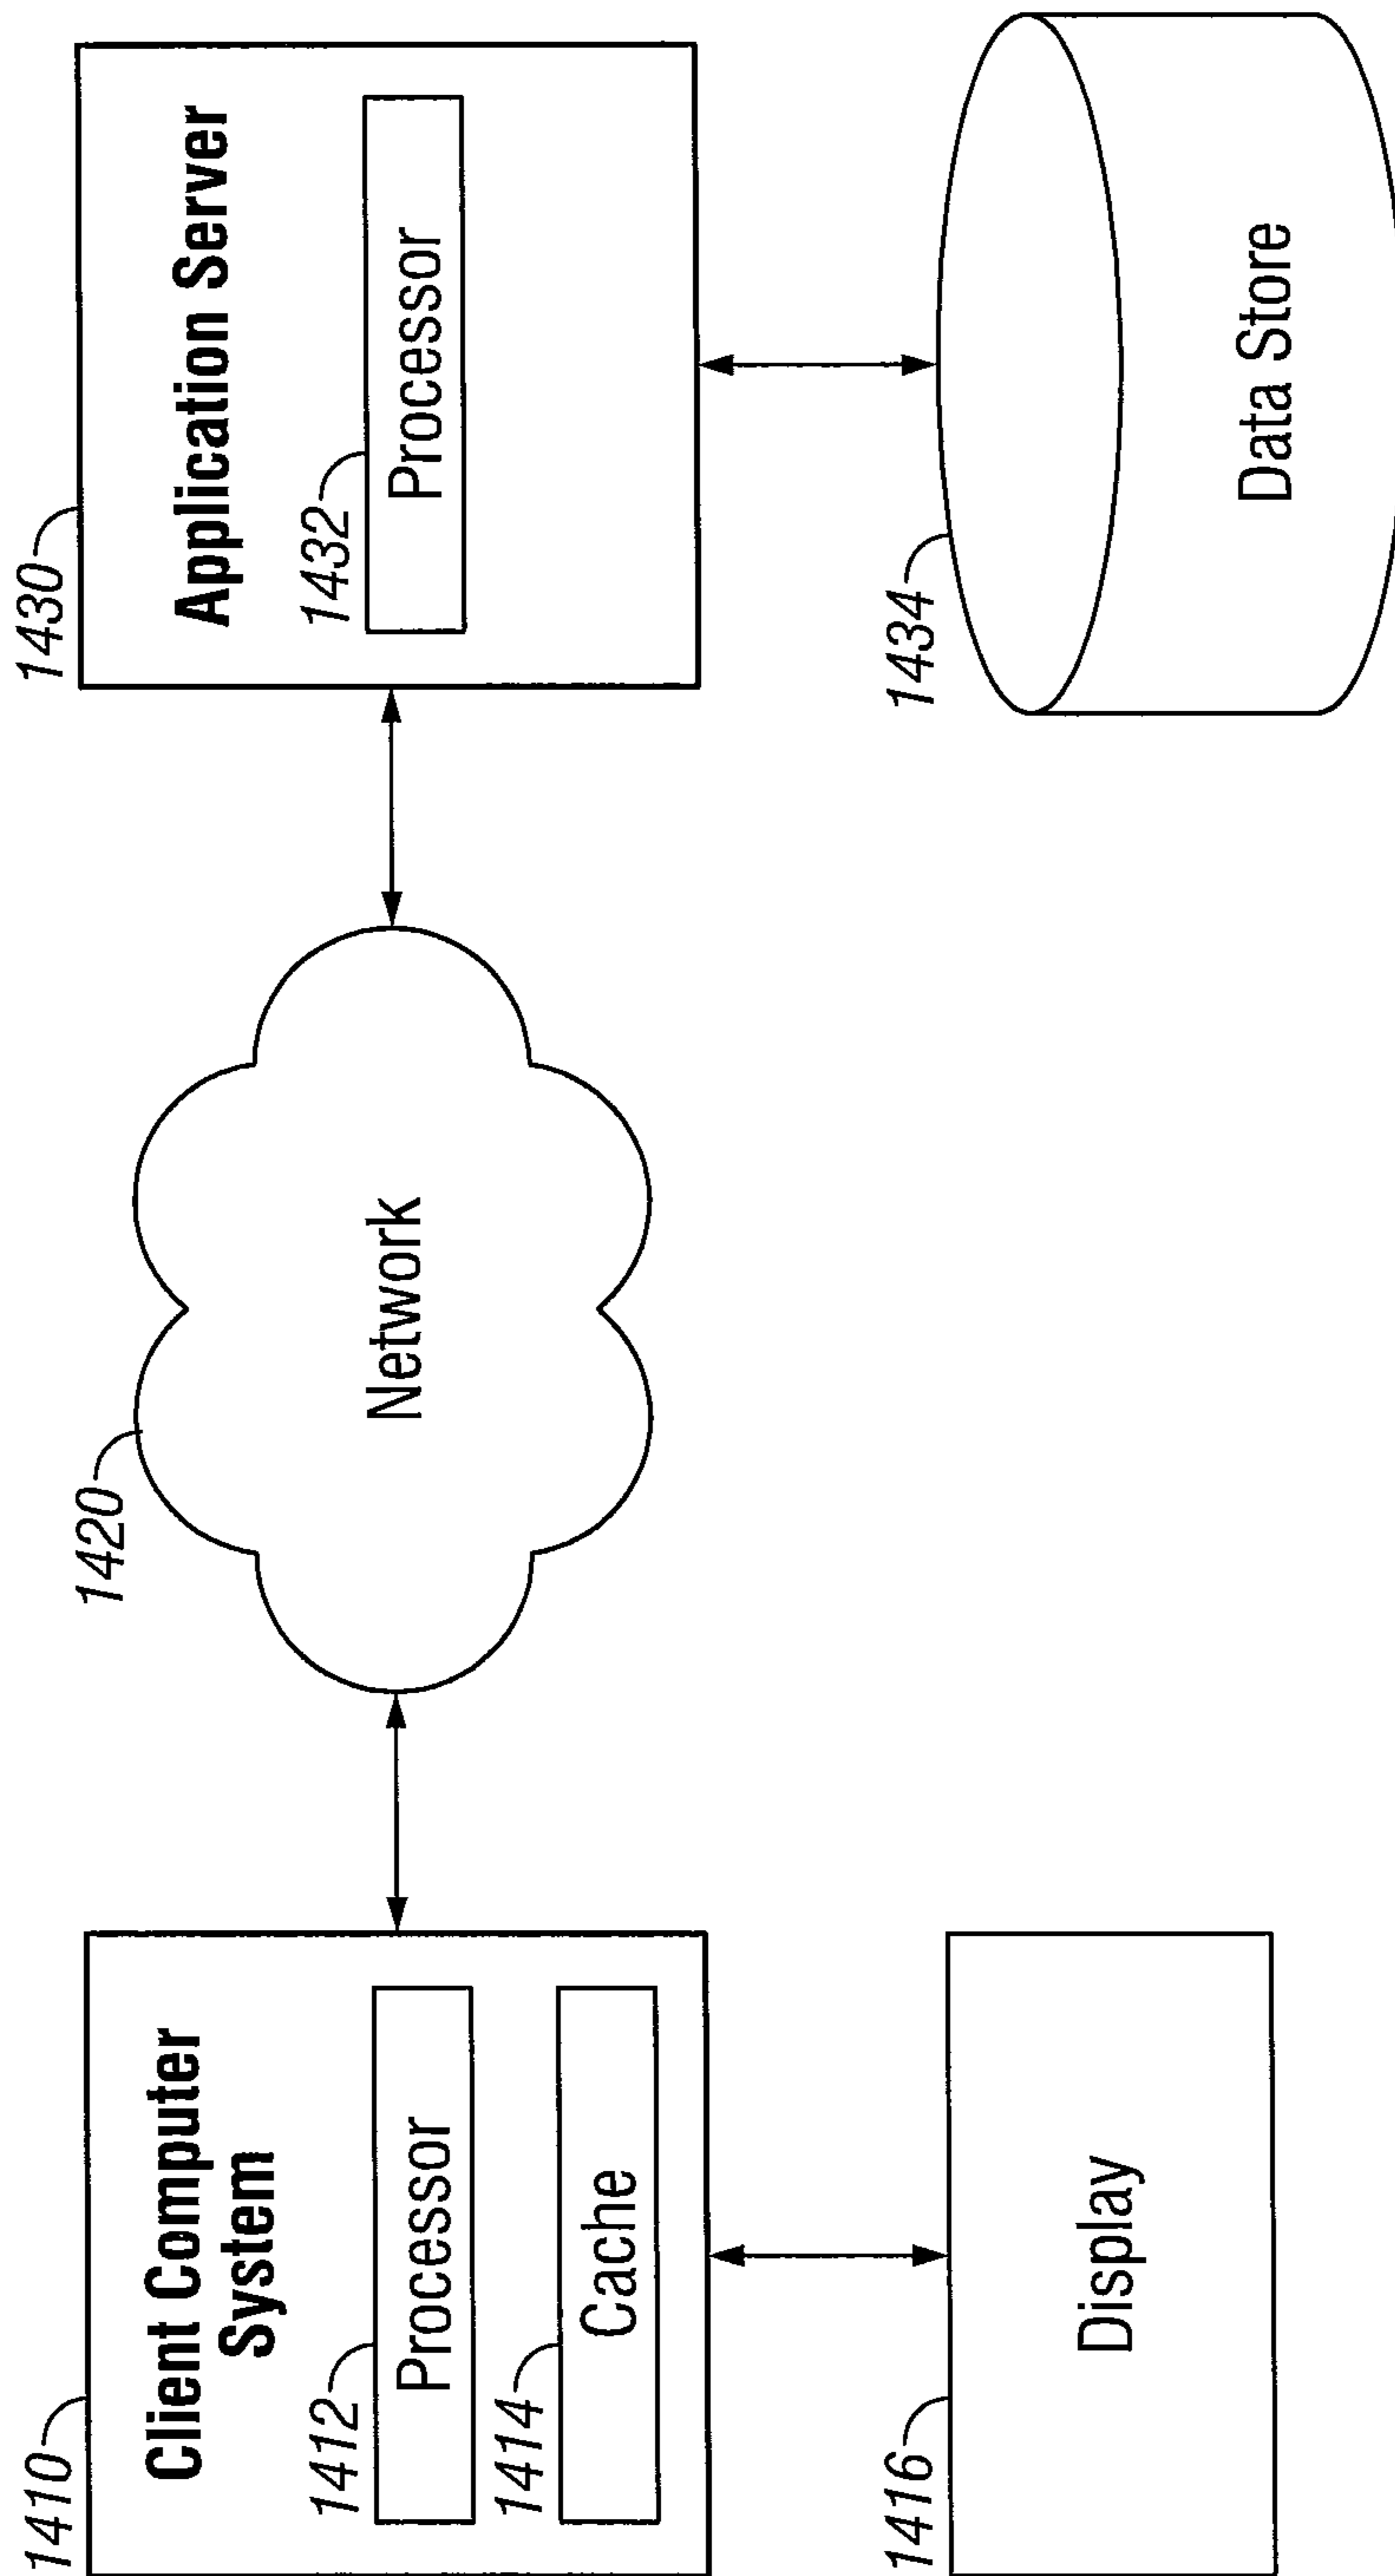 1410
Client Computer
System
1412
Processor
1414
Cache
1416
Display
1420
Network
1430
Application Server
1432
Processor
1434
Data Store